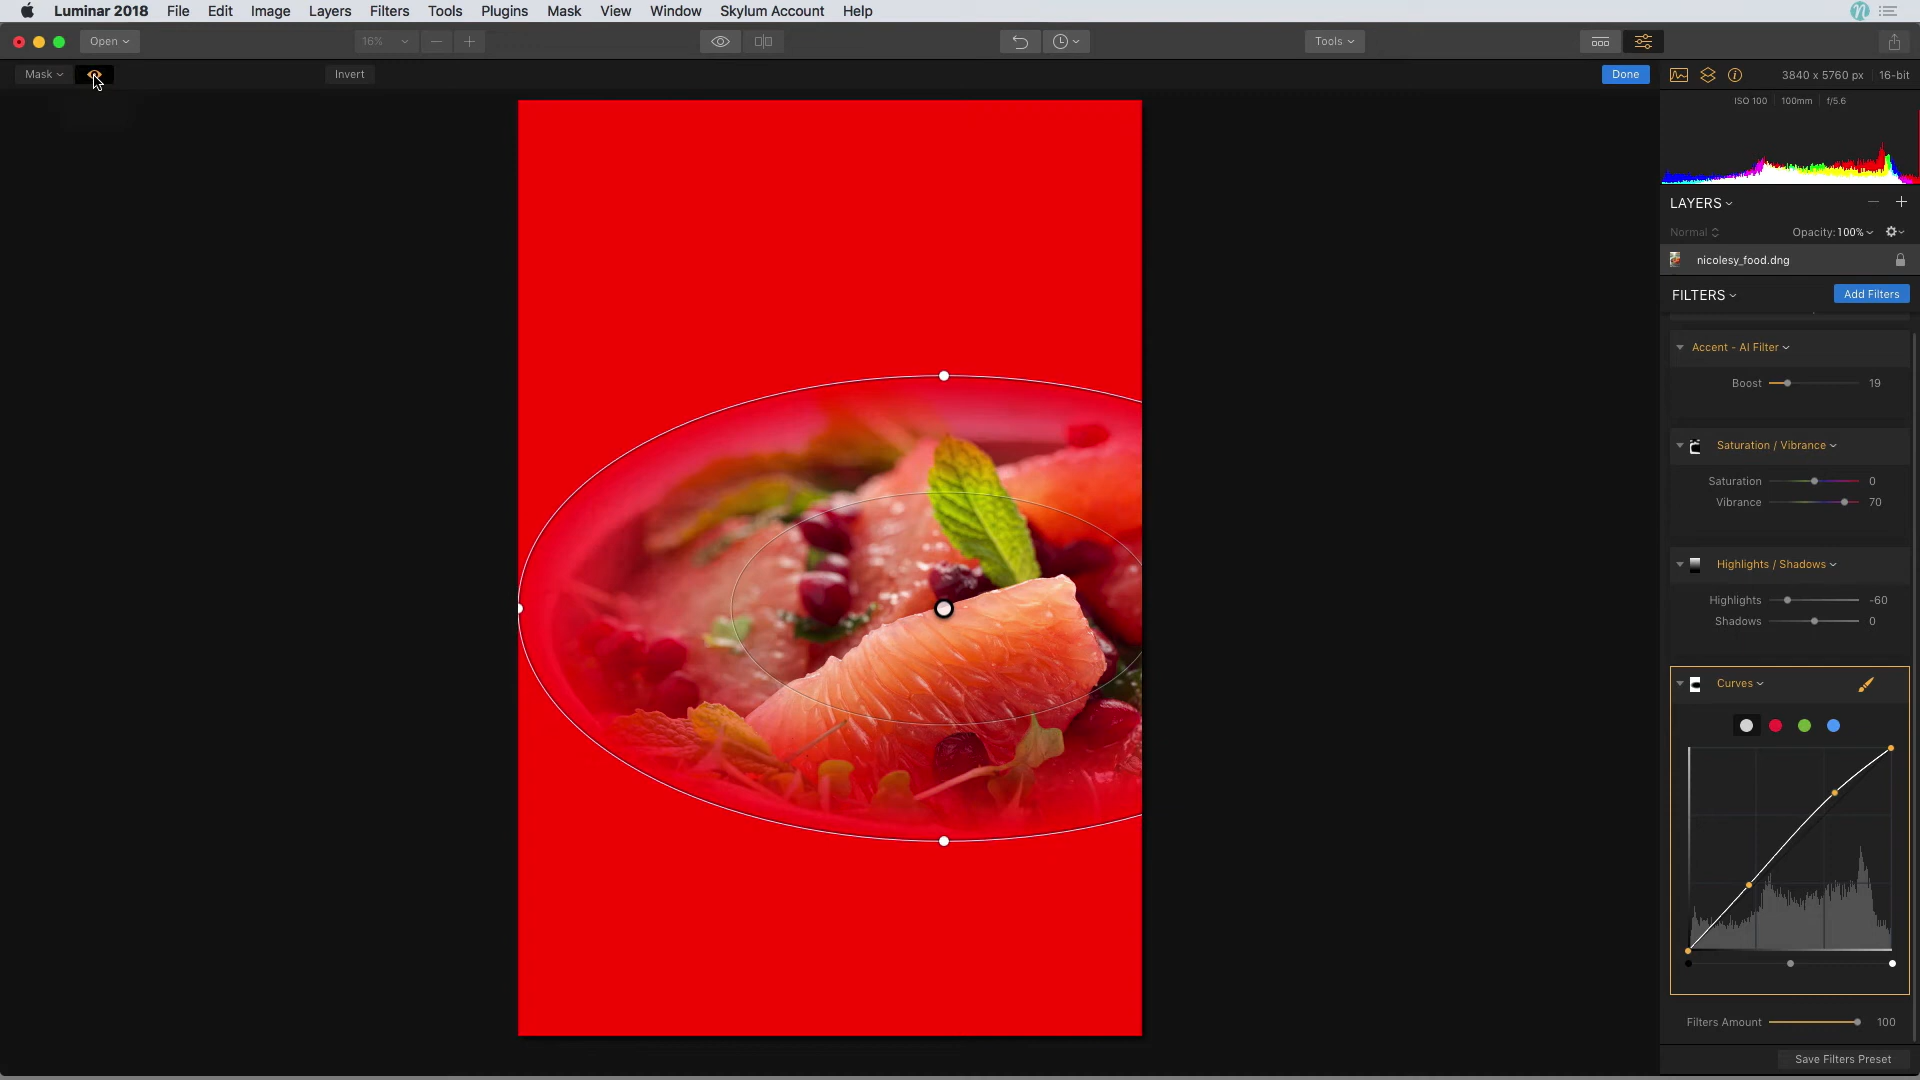 Luminar 2018 File Edit Image Layers Filters Tools Plugins Mask View Window Skylum Account Help
Open 16% Tools
Mask Invert Done 3840 x 5760 px 16-bit
ISO 100 100mm f/5.6
LAYERS
Normal Opacity: 100%
nicolesy_food.dng
FILTERS Add Filters
Accent - AI Filter
Boost 19
Saturation / Vibrance
Saturation 0
Vibrance 70
Highlights / Shadows
Highlights -60
Shadows 0
Curves
Filters Amount 100
Save Filters Preset